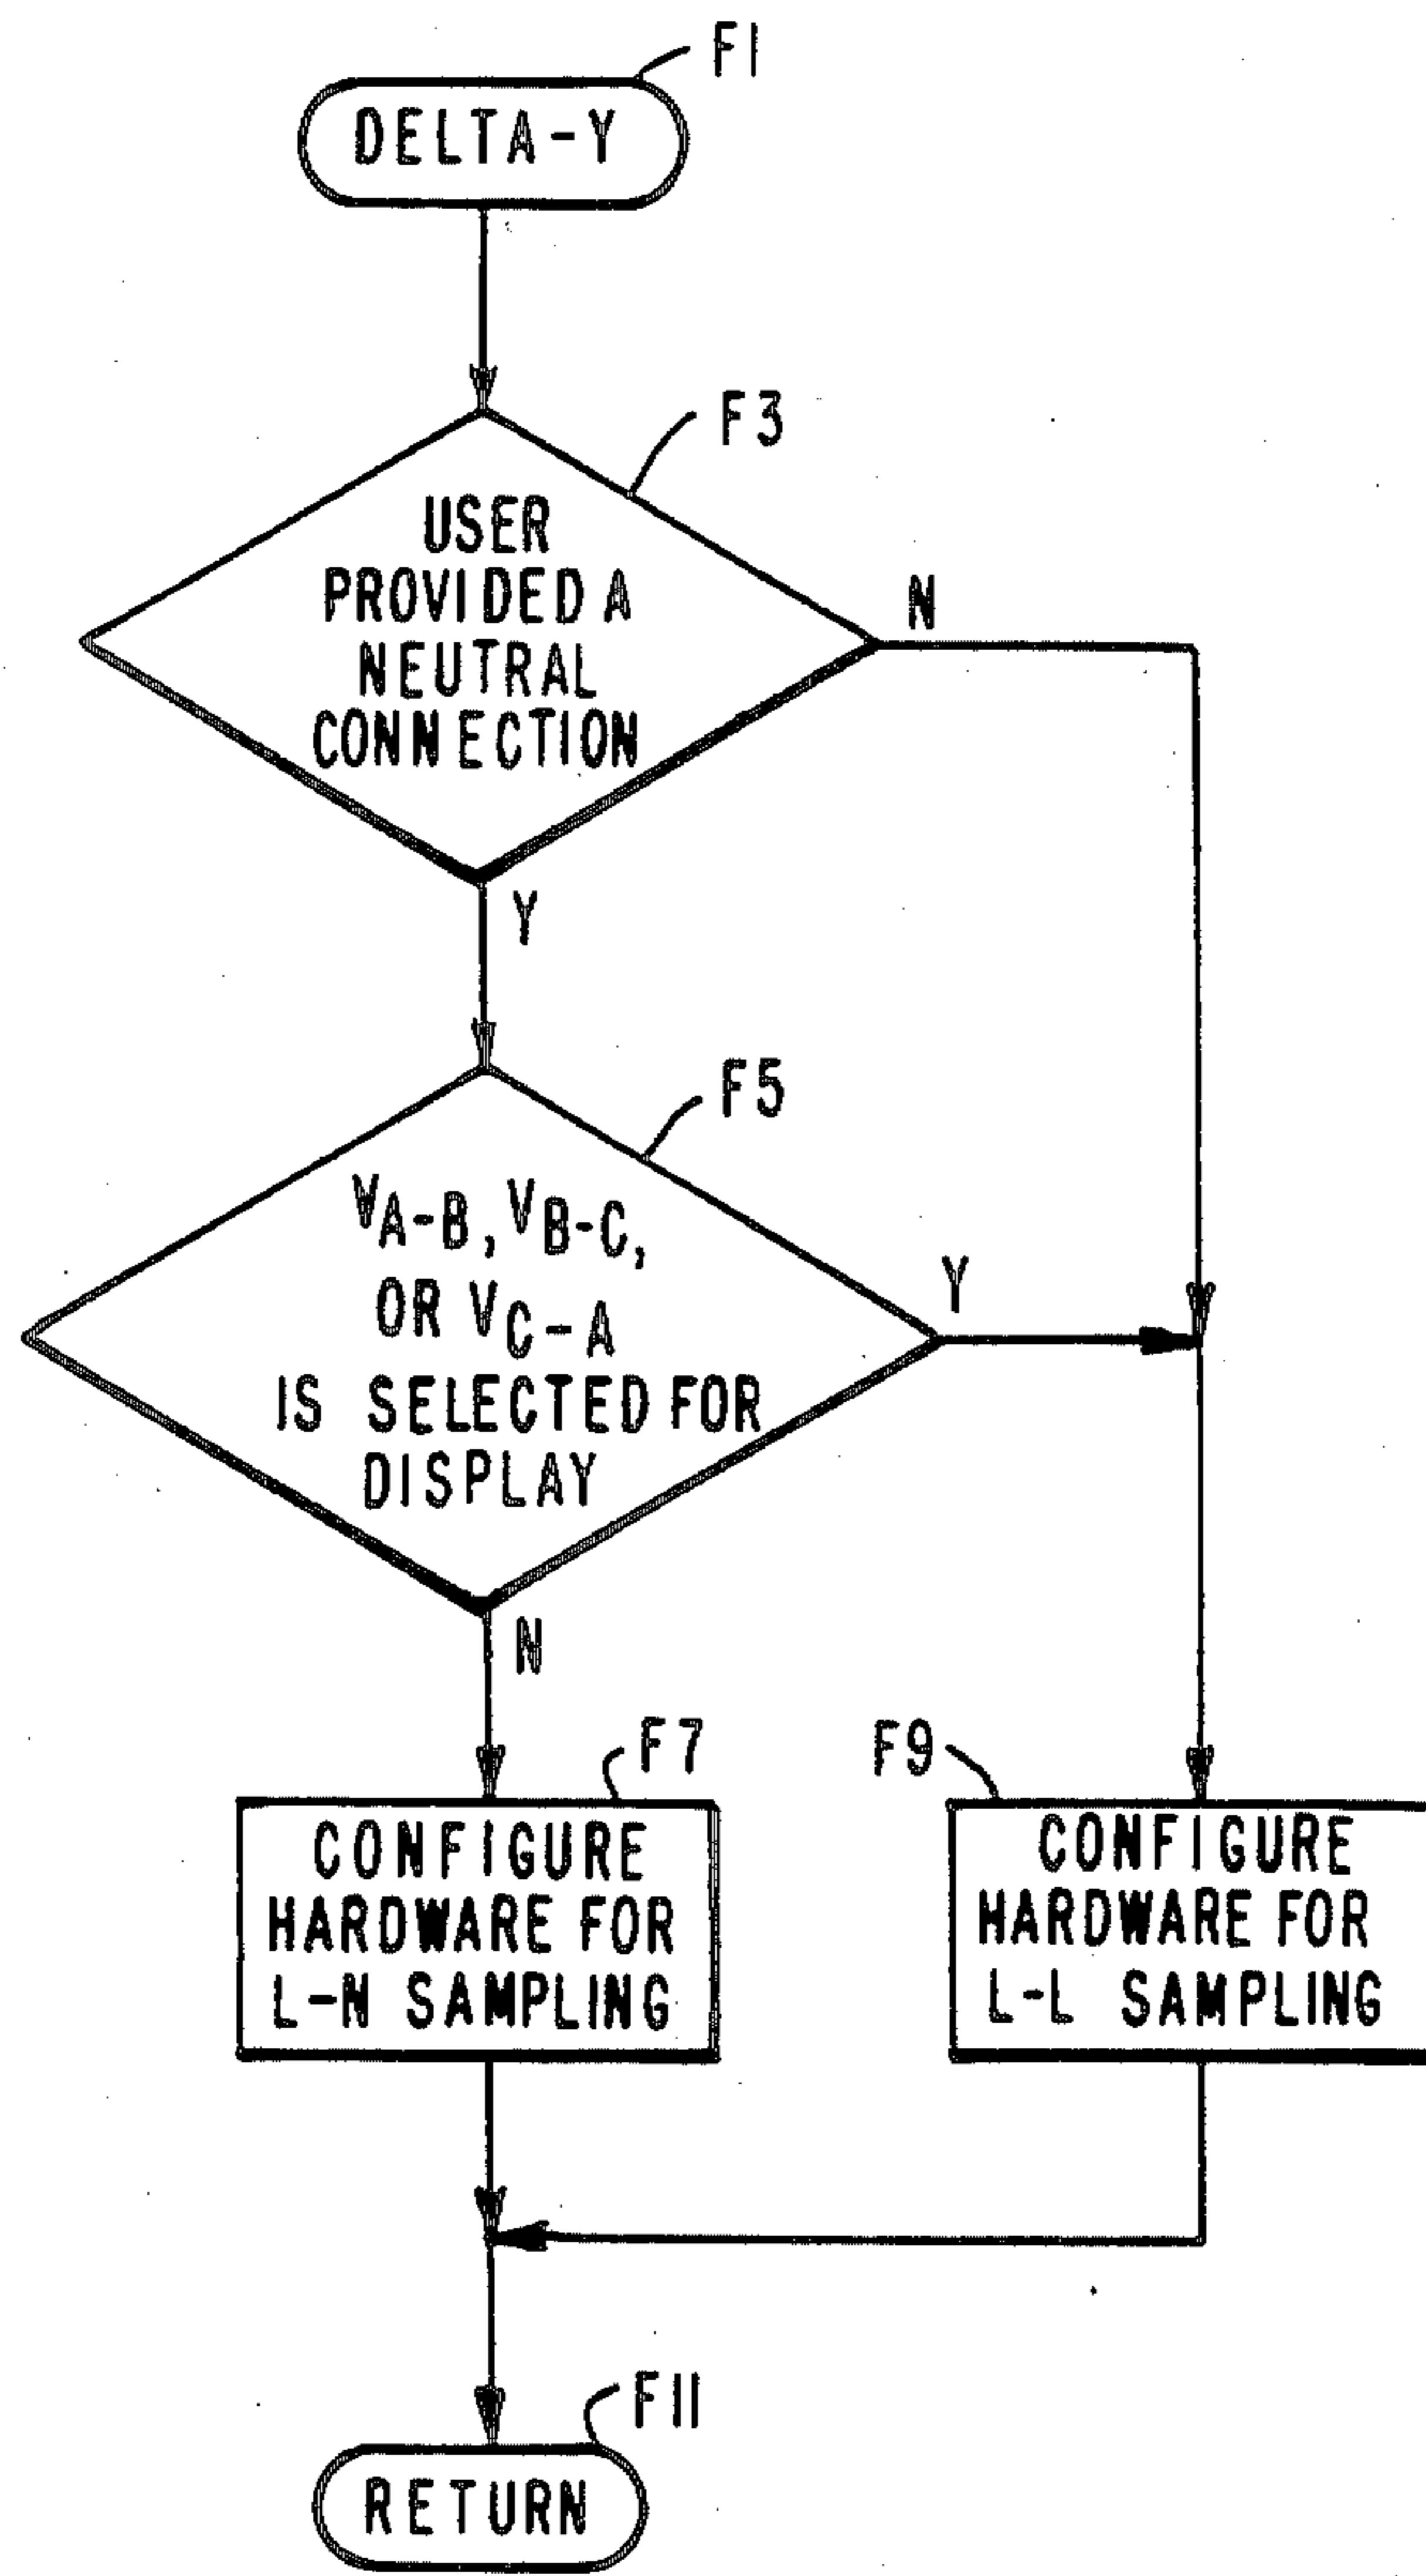 F1
DELTA-Y
F3
USER
PROVIDED A
NEUTRAL
CONNECTION
N
Y
F5
VA-B, VB-C,
OR VC-A
IS SELECTED FOR
DISPLAY
Y
N
F7
CONFIGURE
HARDWARE FOR
L-N SAMPLING
F9
CONFIGURE
HARDWARE FOR
L-L SAMPLING
F11
RETURN